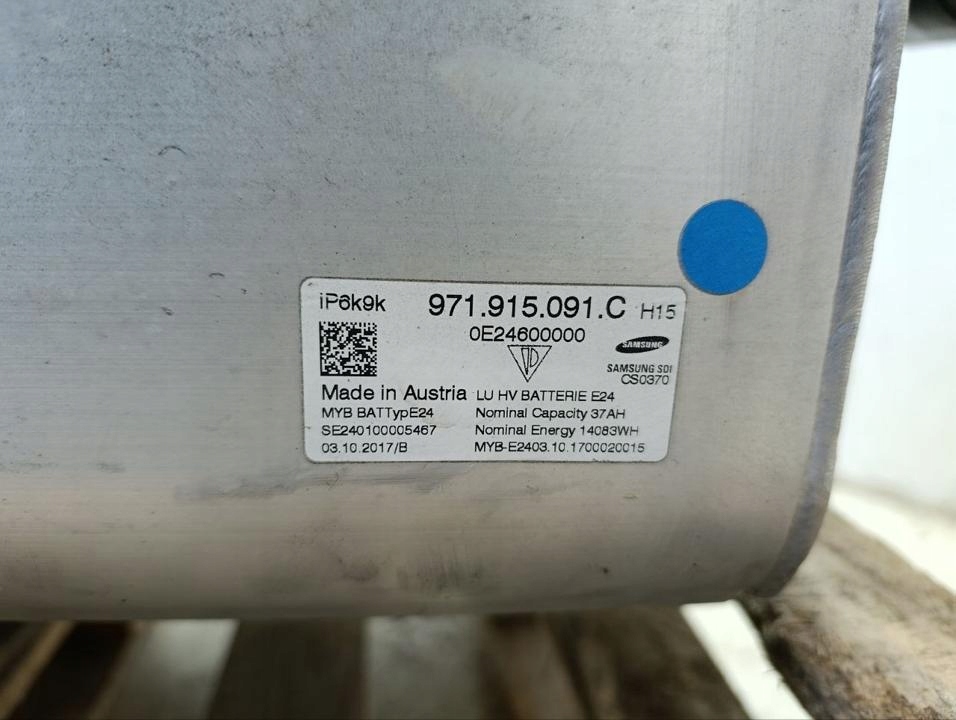 iP6k9k 971.915.091.C H15
0E24600000
SAMSUNG
SAMSUNG SDI
CS0370
Made in Austria LU HV BATTERIE E24
MYB BATTypE24 Nominal Capacity 37AH
SE240100005467 Nominal Energy 14083WH
03.10.2017/B MYB-E2403.10.1700020015